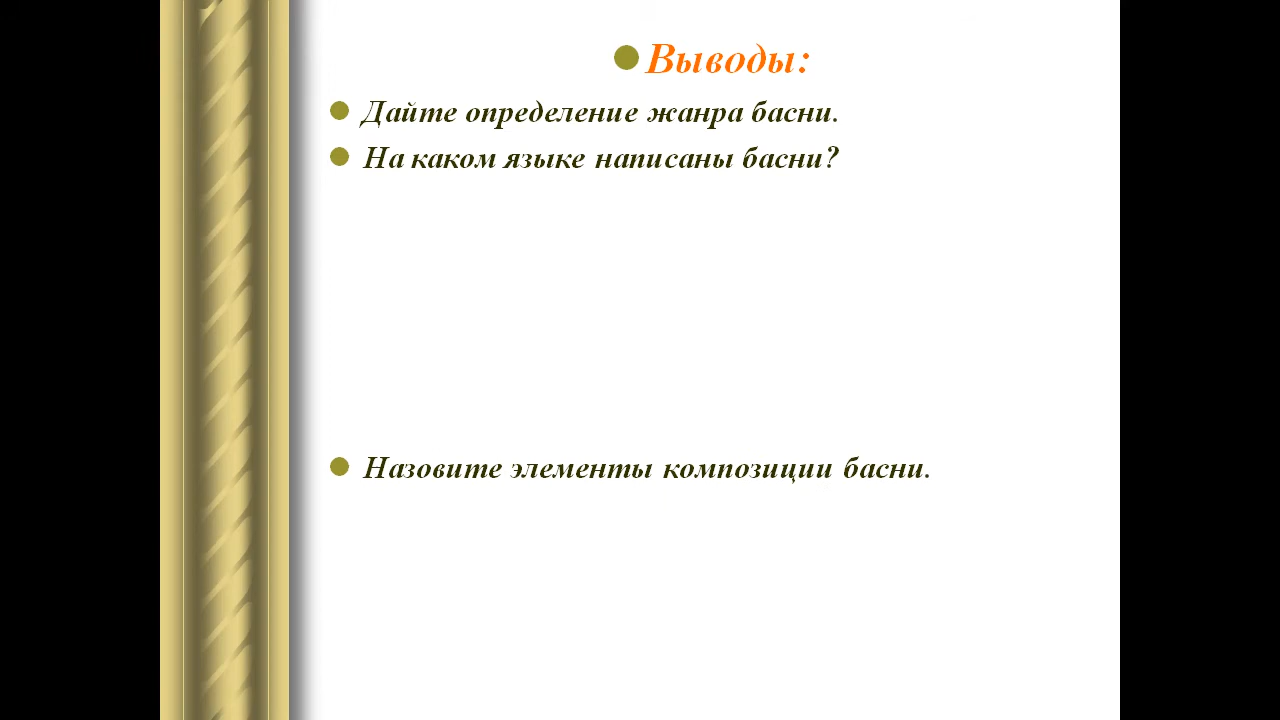 Выводы:
Дайте определение жанра басни.
На каком языке написаны басни?
Назовите элементы композиции басни.